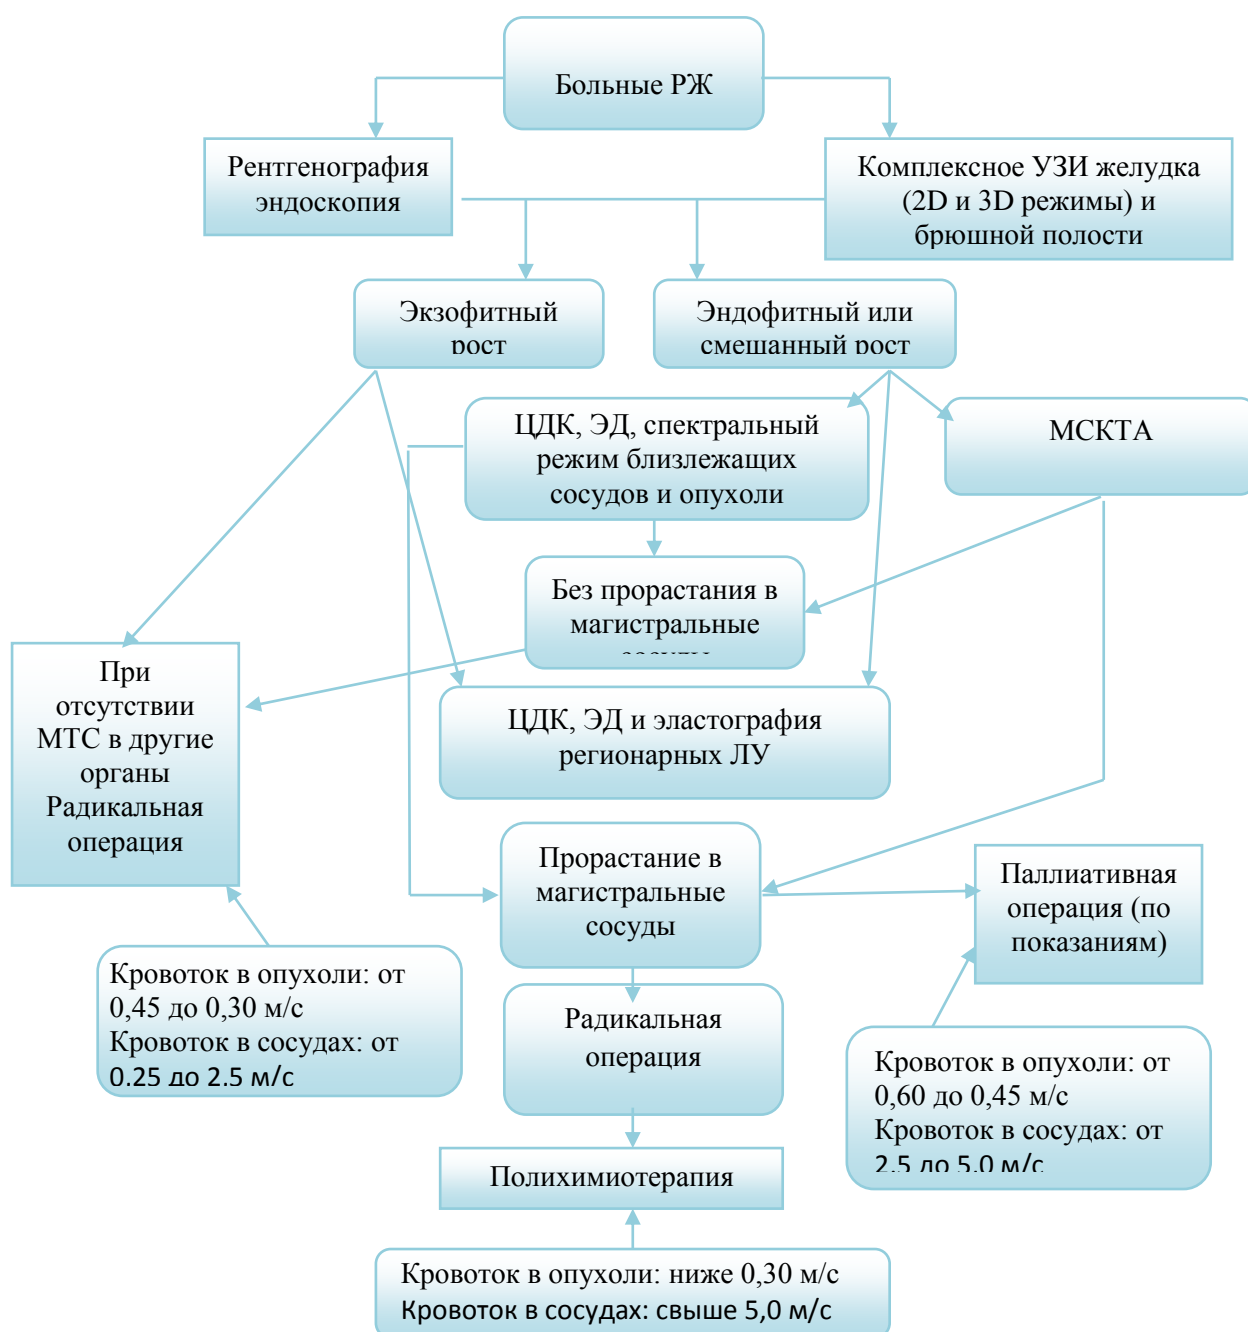 Больные РЖ
Рентгенография
эндоскопия
Комплексное УЗИ желудка
(2D и 3D режимы) и
брюшной полости
Экзофитный
рост
Эндофитный или
смешанный рост
ЦДК, ЭД, спектральный
режим близлежащих
сосудов и опухоли
МСКТА
Без прорастания в
магистральные
сосуды
При
отсутствии
МТС в другие
органы
Радикальная
операция
ЦДК, ЭД и эластография
регионарных ЛУ
Прорастание в
магистральные
сосуды
Паллиативная
операция (по
показаниям)
Кровоток в опухоли: от
0,45 до 0,30 м/с
Кровоток в сосудах: от
0,25 до 2,5 м/с
Радикальная
операция
Кровоток в опухоли: от
0,60 до 0,45 м/с
Кровоток в сосудах: от
2,5 до 5,0 м/с
Полихимиотерапия
Кровоток в опухоли: ниже 0,30 м/с
Кровоток в сосудах: свыше 5,0 м/с